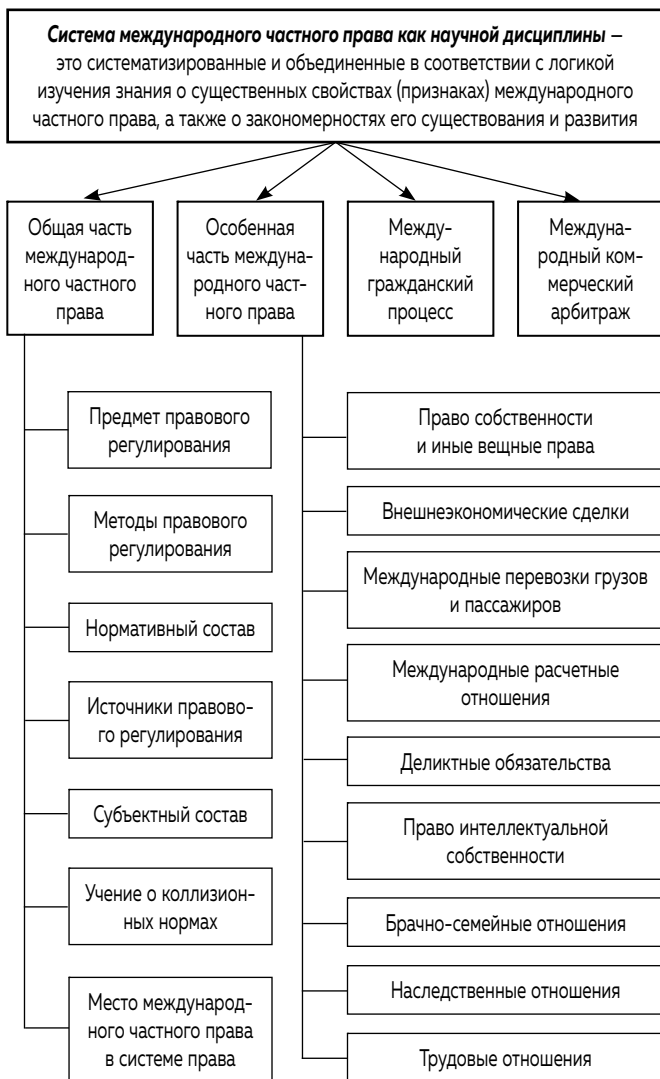 Система международного частного права как научной дисциплины –
это систематизированные и объединенные в соответствии с логикой
изучения знания о существенных свойствах (признаках) международного
частного права, а также о закономерностях его существования и развития
Общая часть
международ-
ного частного
права
Особенная
часть междуна-
родного част-
ного права
Между-
народный
гражданский
процесс
Междуна-
родный ком-
мерческий
арбитраж
Предмет правового
регулирования
Методы правового
регулирования
Нормативный состав
Источники правово-
го регулирования
Субъектный состав
Учение о коллизион-
ных нормах
Место международ-
ного частного права
в системе права
Право собственности
и иные вещные права
Внешнеэкономические сделки
Международные перевозки грузов
и пассажиров
Международные расчетные
отношения
Деликтные обязательства
Право интеллектуальной
собственности
Брачно-семейные отношения
Наследственные отношения
Трудовые отношения